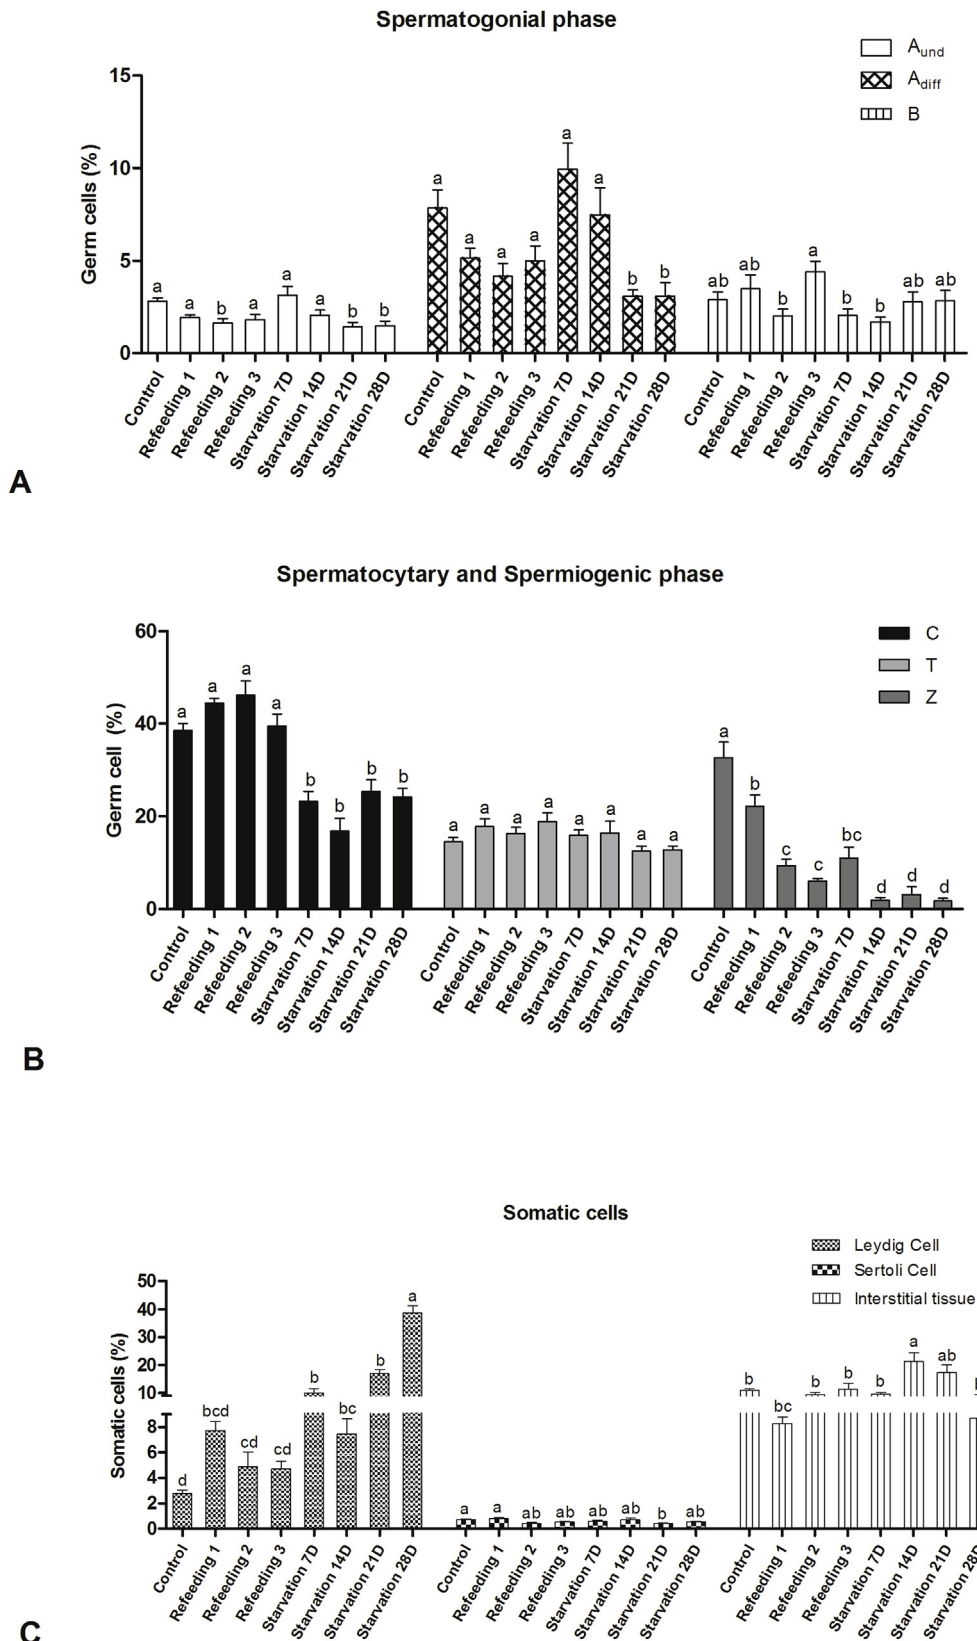 Spermatogonial phase
A und
A diff
B
15
10
5
0
Germ cells (%)
a a b a a a b b
a a a a a a b b
ab ab b a b b ab ab
Control Refeeding 1 Refeeding 2 Refeeding 3 Starvation 7D Starvation 14D Starvation 21D Starvation 28D
Control Refeeding 1 Refeeding 2 Refeeding 3 Starvation 7D Starvation 14D Starvation 21D Starvation 28D
Control Refeeding 1 Refeeding 2 Refeeding 3 Starvation 7D Starvation 14D Starvation 21D Starvation 28D
A
Spermatocytary and Spermiogenic phase
C
T
Z
60
40
20
0
Germ cell (%)
a a a a b b b b
a a a a a a a a
a b c c bc d d d
Control Refeeding 1 Refeeding 2 Refeeding 3 Starvation 7D Starvation 14D Starvation 21D Starvation 28D
Control Refeeding 1 Refeeding 2 Refeeding 3 Starvation 7D Starvation 14D Starvation 21D Starvation 28D
Control Refeeding 1 Refeeding 2 Refeeding 3 Starvation 7D Starvation 14D Starvation 21D Starvation 28D
B
Somatic cells
Leydig Cell
Sertoli Cell
Interstitial tissue
50
40
30
20
10
8
6
4
2
0
Somatic cells (%)
d bcd cd cd b bc b a
a a ab ab ab ab b ab
b bc b b b a ab
Control Refeeding 1 Refeeding 2 Refeeding 3 Starvation 7D Starvation 14D Starvation 21D Starvation 28D
Control Refeeding 1 Refeeding 2 Refeeding 3 Starvation 7D Starvation 14D Starvation 21D Starvation 28D
Control Refeeding 1 Refeeding 2 Refeeding 3 Starvation 7D Starvation 14D Starvation 21D Starvation 28D
C